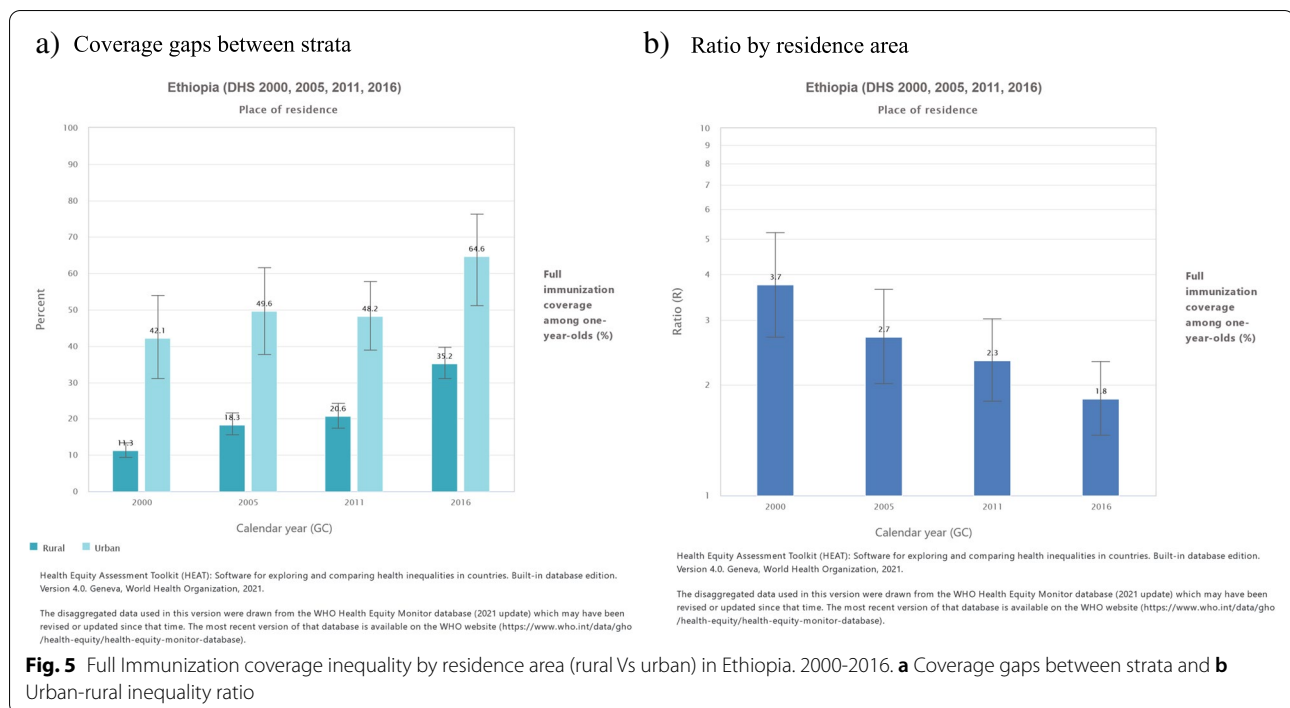 a) Coverage gaps between strata
Ethiopia (DHS 2000, 2005, 2011, 2016)
Place of residence
100
90
80
70
60
50
40
30
20
10
0
Percent
11.3
42.1
18.3
49.6
20.6
48.2
35.2
64.6
2000
2005
2011
2016
Calendar year (GC)
Full
immunization
coverage
among one-
year-olds (%)
Rural
Urban
Health Equity Assessment Toolkit (HEAT): Software for exploring and comparing health inequalities in countries. Built-in database edition.
Version 4.0. Geneva, World Health Organization, 2021.
The disaggregated data used in this version were drawn from the WHO Health Equity Monitor database (2021 update) which may have been
revised or updated since that time. The most recent version of that database is available on the WHO website (https://www.who.int/data/gho
/health-equity/health-equity-monitor-database).
b) Ratio by residence area
Ethiopia (DHS 2000, 2005, 2011, 2016)
Place of residence
10
9
8
7
6
5
4
3
2
1
Ratio (R)
3.7
2.7
2.3
1.8
2000
2005
2011
2016
Calendar year (GC)
Full
immunization
coverage
among one-
year-olds (%)
Health Equity Assessment Toolkit (HEAT): Software for exploring and comparing health inequalities in countries. Built-in database edition.
Version 4.0. Geneva, World Health Organization, 2021.
The disaggregated data used in this version were drawn from the WHO Health Equity Monitor database (2021 update) which may have been
revised or updated since that time. The most recent version of that database is available on the WHO website (https://www.who.int/data/gho
/health-equity/health-equity-monitor-database).
Fig. 5 Full Immunization coverage inequality by residence area (rural Vs urban) in Ethiopia. 2000-2016. a Coverage gaps between strata and b
Urban-rural inequality ratio